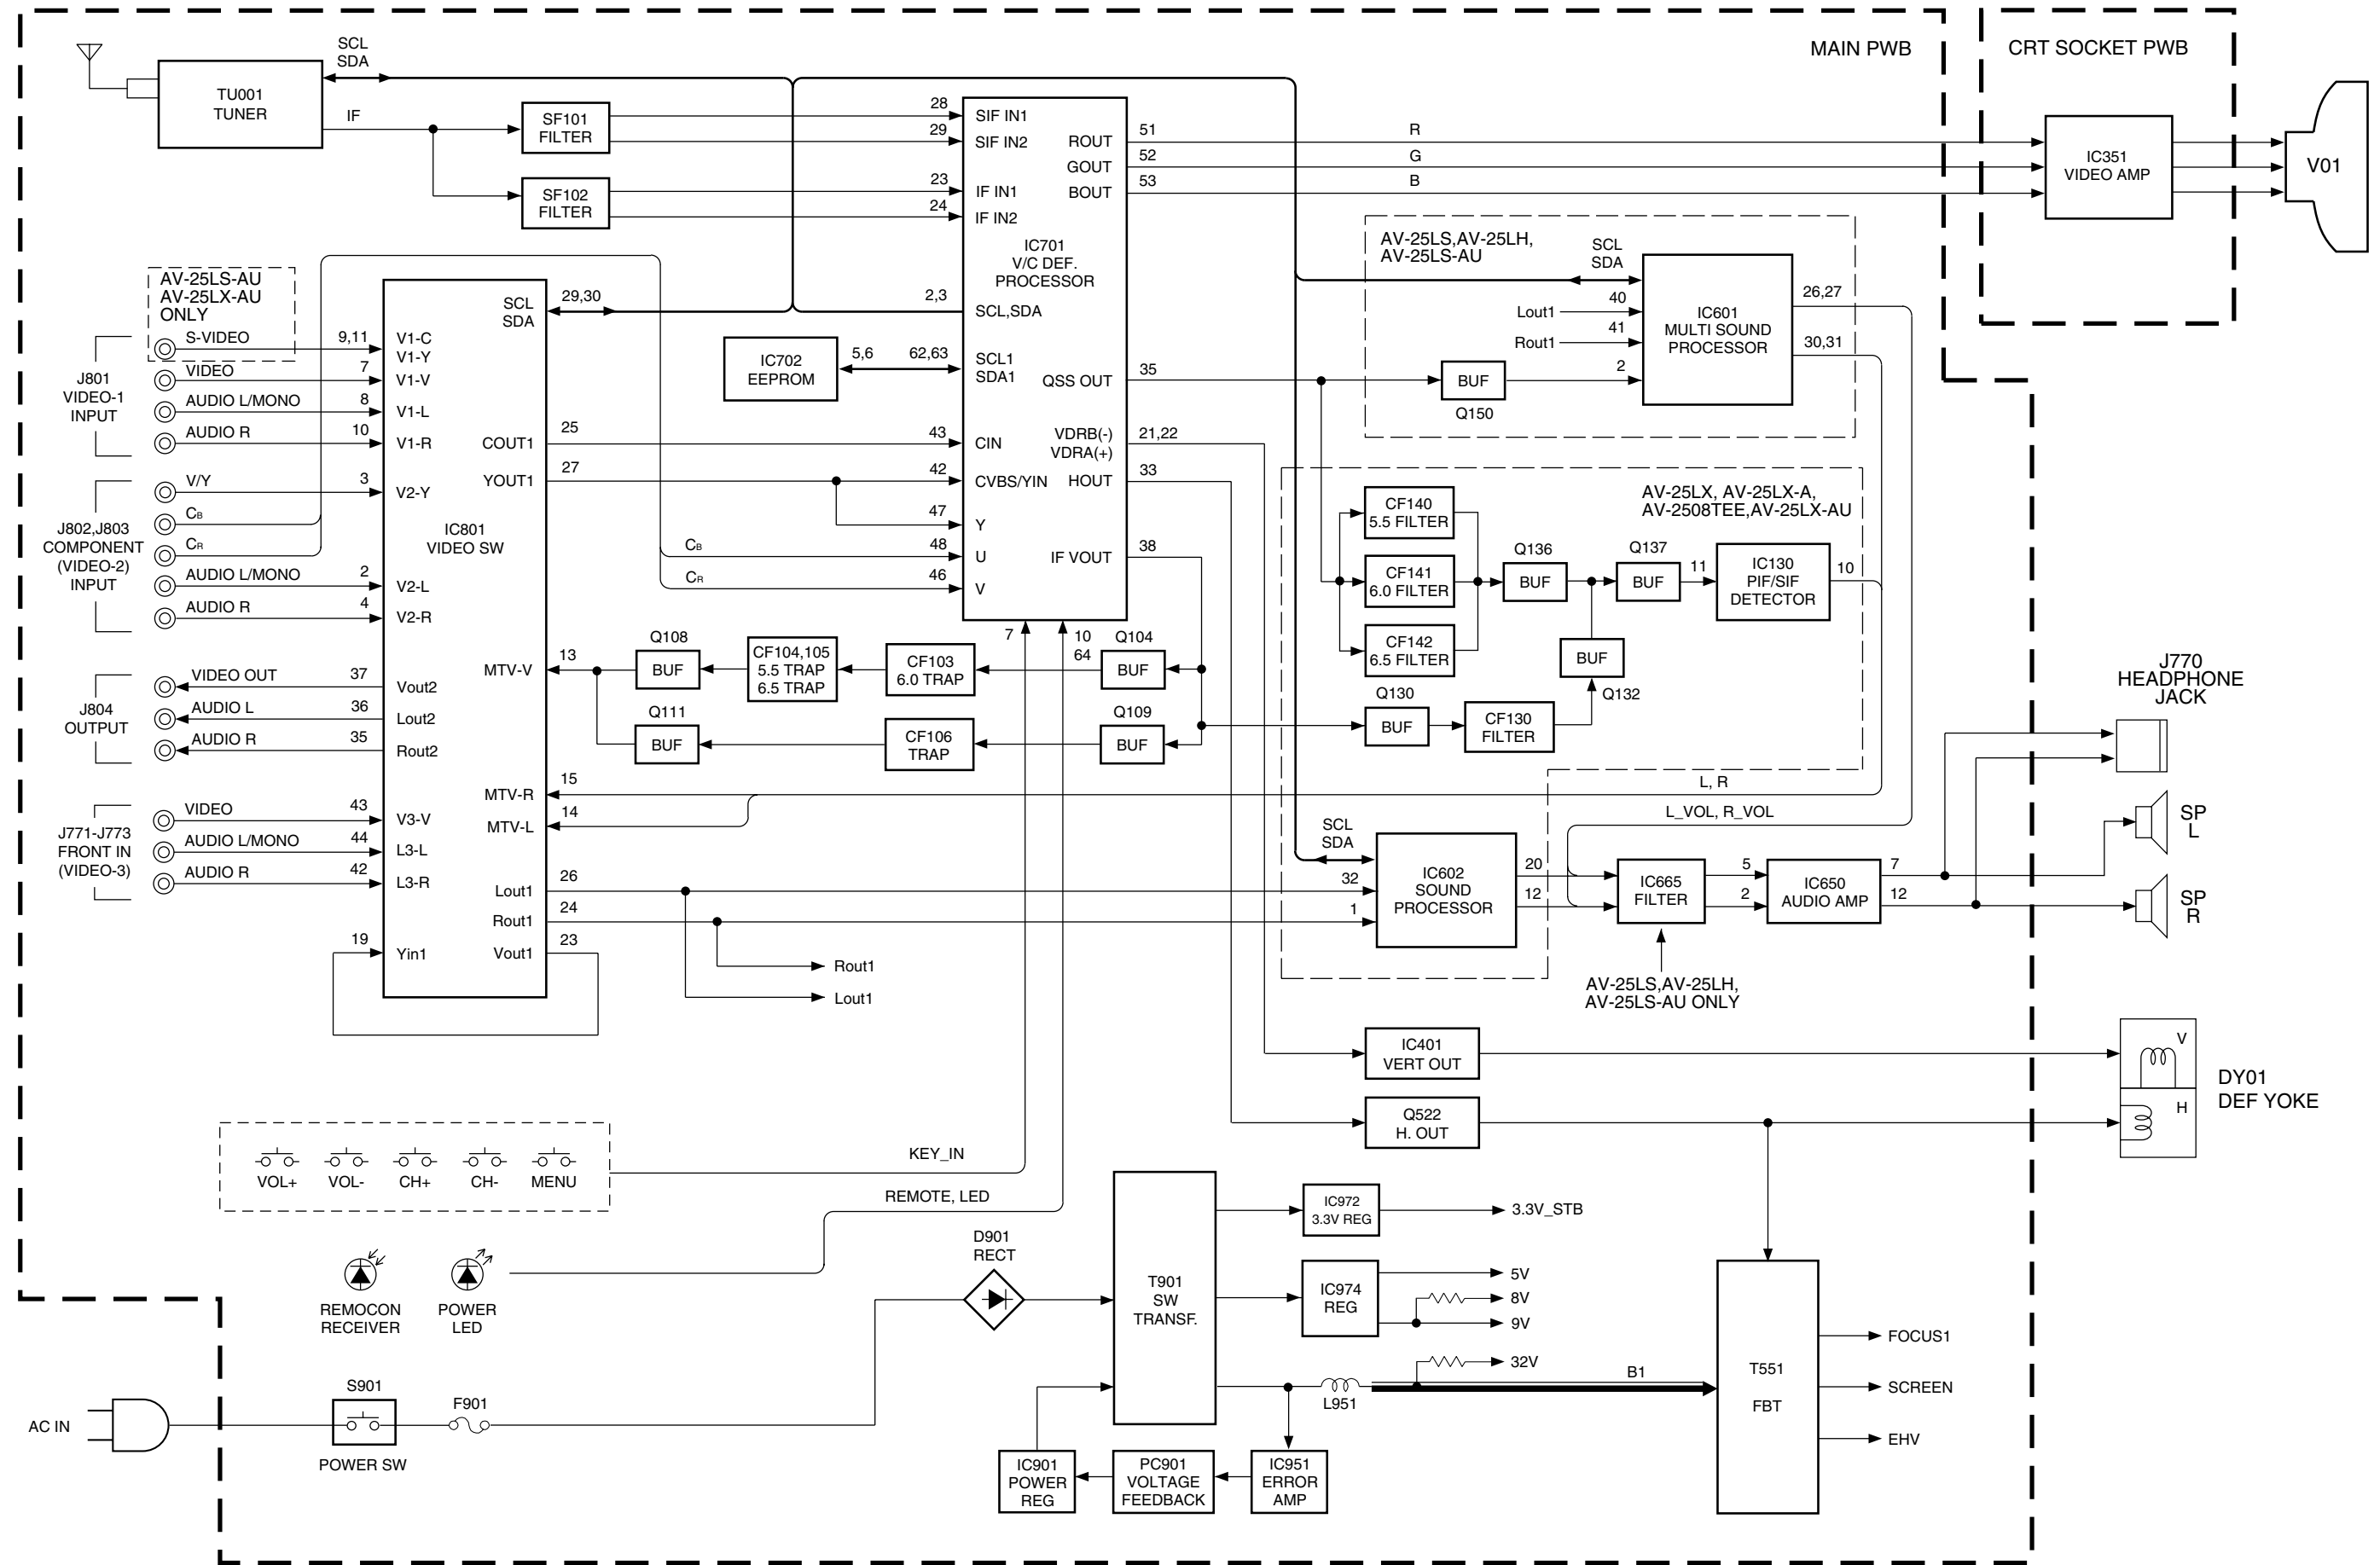 MAIN PWB
CRT SOCKET PWB
SCL
SDA
TU001
TUNER
IF
SF101
FILTER
SF102
FILTER
28
29
23
24
SIF IN1
SIF IN2
IF IN1
IF IN2
IC701
V/C DEF.
PROCESSOR
ROUT
GOUT
BOUT
51
52
53
R
G
B
IC351
VIDEO AMP
V01
AV-25LS-AU
AV-25LX-AU
ONLY
S-VIDEO
9,11
V1-C
V1-Y
J801
VIDEO-1
INPUT
VIDEO
7
V1-V
AUDIO L/MONO
8
V1-L
AUDIO R
10
V1-R
J802,J803
COMPONENT
(VIDEO-2)
INPUT
V/Y
3
V2-Y
CB
CR
AUDIO L/MONO
2
V2-L
AUDIO R
4
V2-R
J804
OUTPUT
VIDEO OUT
37
Vout2
AUDIO L
36
Lout2
AUDIO R
35
Rout2
J771-J773
FRONT IN
(VIDEO-3)
VIDEO
43
V3-V
AUDIO L/MONO
44
L3-L
AUDIO R
42
L3-R
19
Yin1
IC801
VIDEO SW
SCL
SDA
29,30
COUT1
25
YOUT1
27
MTV-V
13
MTV-R
15
MTV-L
14
Lout1
26
Rout1
24
Vout1
23
Rout1
Lout1
2,3
SCL,SDA
IC702
EEPROM
5,6
62,63
SCL1
SDA1
43
CIN
42
CVBS/YIN
47
Y
CB
48
U
CR
46
V
QSS OUT
35
VDRB(-)
VDRA(+)
21,22
HOUT
33
IF VOUT
38
7
10
64
Q108
BUF
CF104,105
5.5 TRAP
6.5 TRAP
CF103
6.0 TRAP
Q104
BUF
Q111
BUF
CF106
TRAP
Q109
BUF
AV-25LS,AV-25LH,
AV-25LS-AU
SCL
SDA
Lout1
40
Rout1
41
2
BUF
Q150
IC601
MULTI SOUND
PROCESSOR
26,27
30,31
AV-25LX, AV-25LX-A,
AV-2508TEE,AV-25LX-AU
CF140
5.5 FILTER
CF141
6.0 FILTER
CF142
6.5 FILTER
Q136
BUF
Q137
BUF
11
IC130
PIF/SIF
DETECTOR
10
BUF
Q132
Q130
BUF
CF130
FILTER
L, R
L_VOL, R_VOL
SCL
SDA
32
1
IC602
SOUND
PROCESSOR
20
12
IC665
FILTER
5
2
IC650
AUDIO AMP
7
12
AV-25LS,AV-25LH,
AV-25LS-AU ONLY
J770
HEADPHONE
JACK
SP
L
SP
R
IC401
VERT OUT
Q522
H. OUT
V
H
DY01
DEF YOKE
VOL+
VOL-
CH+
CH-
MENU
KEY_IN
REMOTE, LED
REMOCON
RECEIVER
POWER
LED
D901
RECT
T901
SW
TRANSF.
IC972
3.3V REG
3.3V_STB
IC974
REG
5V
8V
9V
32V
B1
L951
T551
FBT
FOCUS1
SCREEN
EHV
AC IN
S901
POWER SW
F901
IC901
POWER
REG
PC901
VOLTAGE
FEEDBACK
IC951
ERROR
AMP